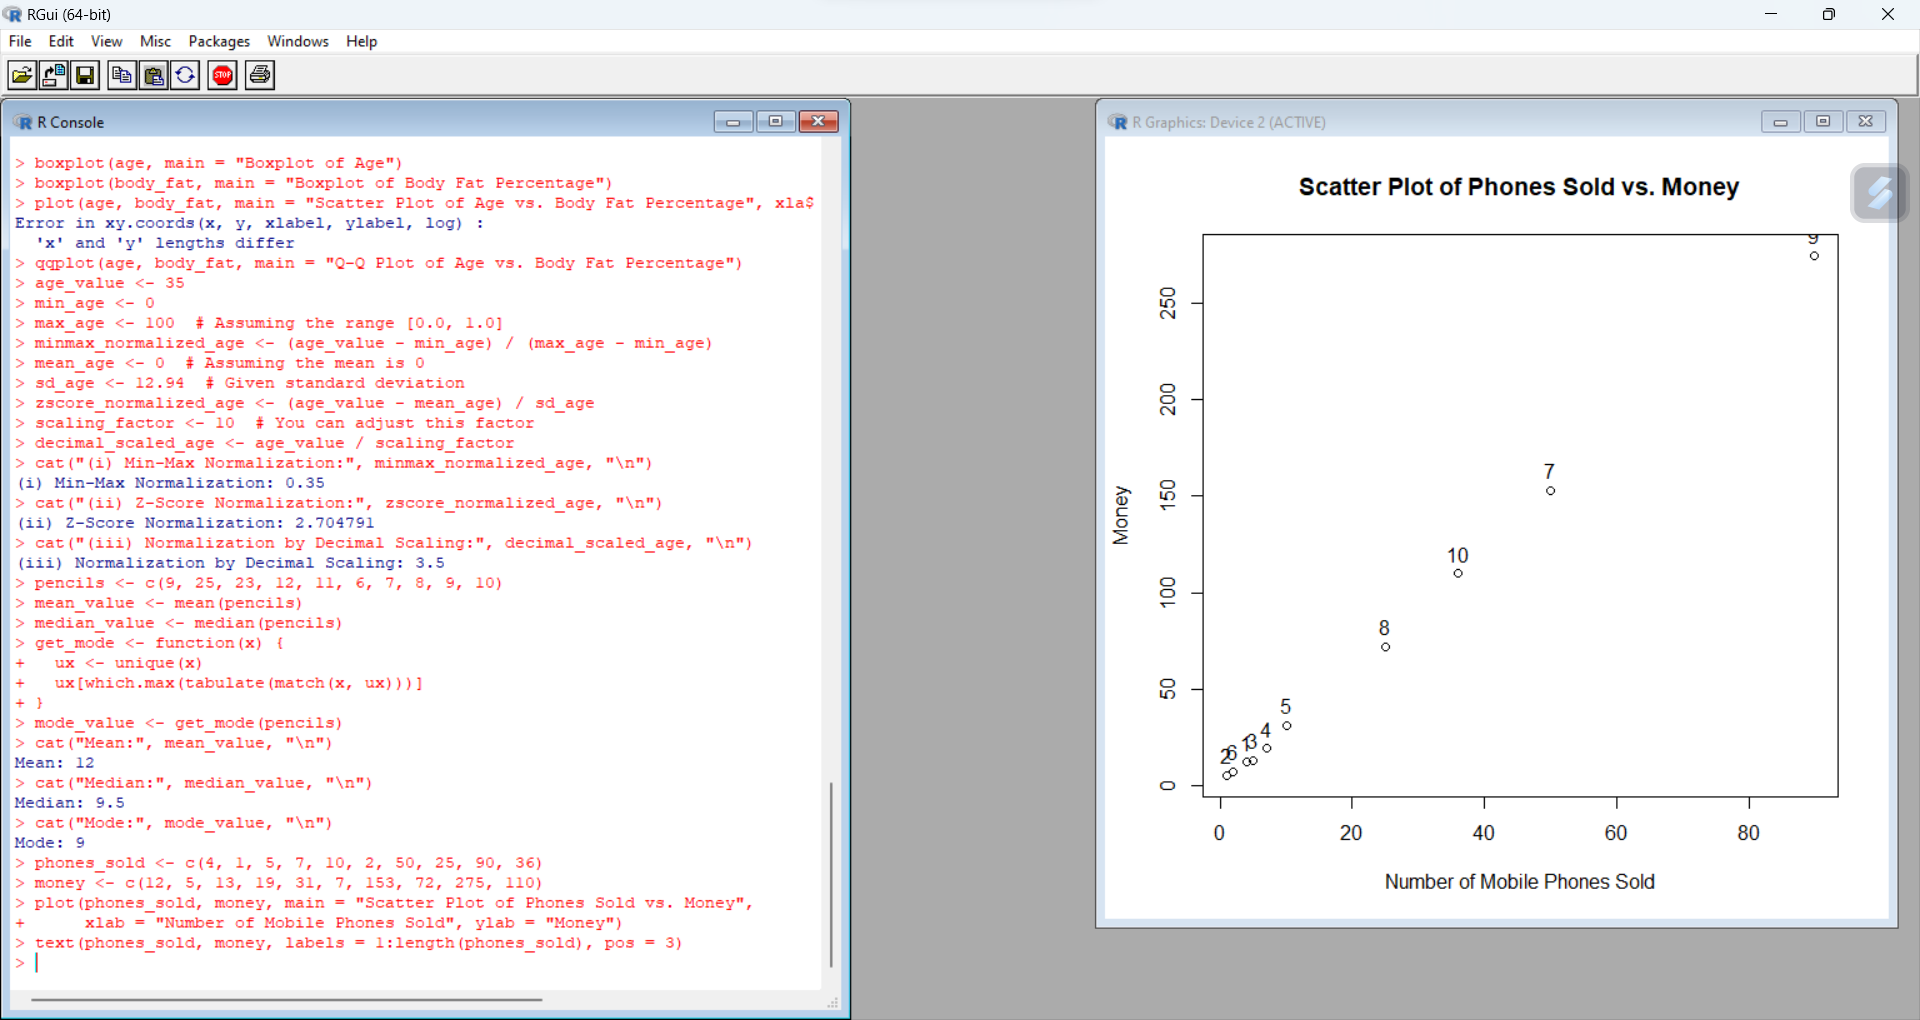 RGui (64-bit)
File Edit View Misc Packages Windows Help
STOP
R Console
> boxplot(age, main = "Boxplot of Age")
> boxplot(body_fat, main = "Boxplot of Body Fat Percentage")
> plot(age, body_fat, main = "Scatter Plot of Age vs. Body Fat Percentage", xla$
Error in xy.coords(x, y, xlabel, ylabel, log) :
  'x' and 'y' lengths differ
> qqplot(age, body_fat, main = "Q-Q Plot of Age vs. Body Fat Percentage")
> age_value <- 35
> min_age <- 0
> max_age <- 100  # Assuming the range [0.0, 1.0]
> minmax_normalized_age <- (age_value - min_age) / (max_age - min_age)
> mean_age <- 0  # Assuming the mean is 0
> sd_age <- 12.94  # Given standard deviation
> zscore_normalized_age <- (age_value - mean_age) / sd_age
> scaling_factor <- 10  # You can adjust this factor
> decimal_scaled_age <- age_value / scaling_factor
> cat("(i) Min-Max Normalization:", minmax_normalized_age, "\n")
(i) Min-Max Normalization: 0.35
> cat("(ii) Z-Score Normalization:", zscore_normalized_age, "\n")
(ii) Z-Score Normalization: 2.704791
> cat("(iii) Normalization by Decimal Scaling:", decimal_scaled_age, "\n")
(iii) Normalization by Decimal Scaling: 3.5
> pencils <- c(9, 25, 23, 12, 11, 6, 7, 8, 9, 10)
> mean_value <- mean(pencils)
> median_value <- median(pencils)
> get_mode <- function(x) {
+   ux <- unique(x)
+   ux[which.max(tabulate(match(x, ux)))]
+ }
> mode_value <- get_mode(pencils)
> cat("Mean:", mean_value, "\n")
Mean: 12
> cat("Median:", median_value, "\n")
Median: 9.5
> cat("Mode:", mode_value, "\n")
Mode: 9
> phones_sold <- c(4, 1, 5, 7, 10, 2, 50, 25, 90, 36)
> money <- c(12, 5, 13, 19, 31, 7, 153, 72, 275, 110)
> plot(phones_sold, money, main = "Scatter Plot of Phones Sold vs. Money",
+      xlab = "Number of Mobile Phones Sold", ylab = "Money")
> text(phones_sold, money, labels = 1:length(phones_sold), pos = 3)
>
R Graphics: Device 2 (ACTIVE)
Scatter Plot of Phones Sold vs. Money
9
7
10
8
5
4
1 3
2 6
Money
250
200
150
100
50
0
0 20 40 60 80
Number of Mobile Phones Sold